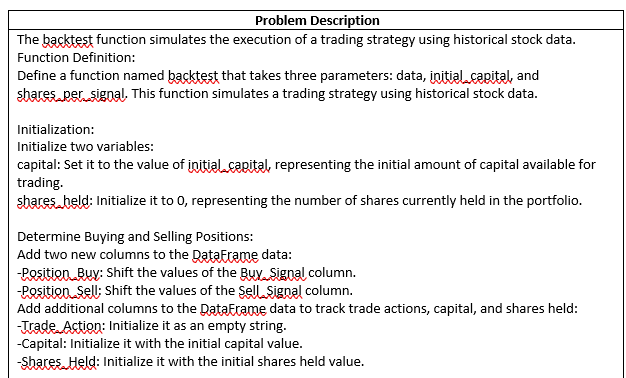 Problem Description
The backtest function simulates the execution of a trading strategy using historical stock data.
Function Definition:
Define a function named backtest that takes three parameters: data, initial_capital, and
shares_per_signal. This function simulates a trading strategy using historical stock data.
Initialization:
Initialize two variables:
capital: Set it to the value of initial_capital, representing the initial amount of capital available for
trading.
shares_held: Initialize it to 0, representing the number of shares currently held in the portfolio.
Determine Buying and Selling Positions:
Add two new columns to the DataFrame data:
-Position_Buy: Shift the values of the Buy_Signal column.
-Position_Sell: Shift the values of the Sell_Signal column.
Add additional columns to the DataFrame data to track trade actions, capital, and shares held:
-Trade_Action: Initialize it as an empty string.
-Capital: Initialize it with the initial capital value.
-Shares_Held: Initialize it with the initial shares held value.